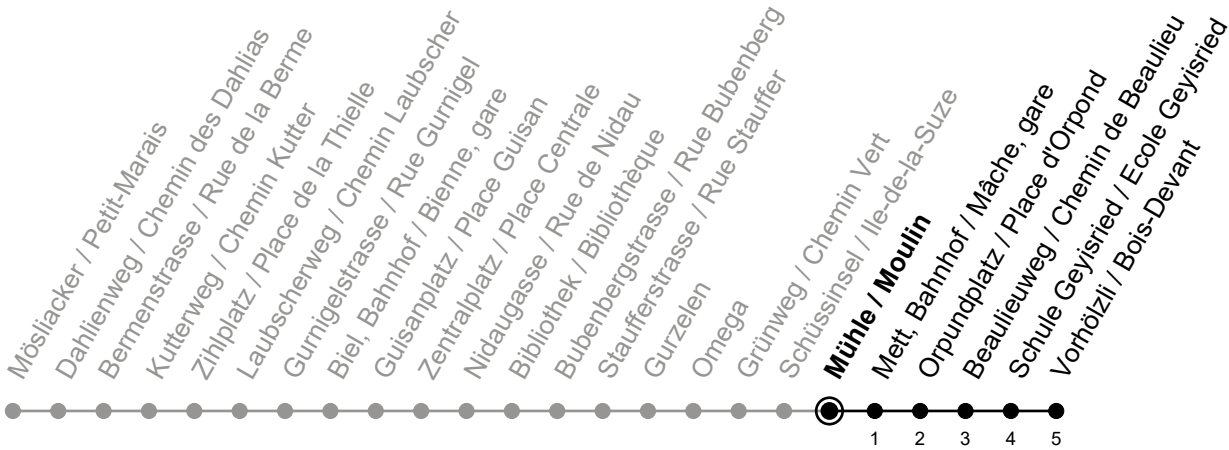 Mösliacker / Petit-Marais
Dahlienweg / Chemin des Dahlias
Bermenstrasse / Rue de la Berme
Kutterweg / Chemin Kutter
Zihlplatz / Place de la Thielle
Laubscherweg / Chemin Laubscher
Gurnigelstrasse / Rue Gurnigel
Biel, Bahnhof / Bienne, gare
Guisanplatz / Place Guisan
Zentralplatz / Place Centrale
Nidaugasse / Rue de Nidau
Bibliothek / Bibliothèque
Bubenbergstrasse / Rue Bubenberg
Staufferstrasse / Rue Stauffer
Gurzelen
Omega
Grünweg / Chemin Vert
Schüssinsel / Ile-de-la-Suze
Mühle / Moulin
Mett, Bahnhof / Mâche, gare
Orpundplatz / Place d'Orpond
Beaulieuweg / Chemin de Beaulieu
Schule Geyisried / Ecole Geyisried
Vorhölzli / Bois-Devant
1 2 3 4 5